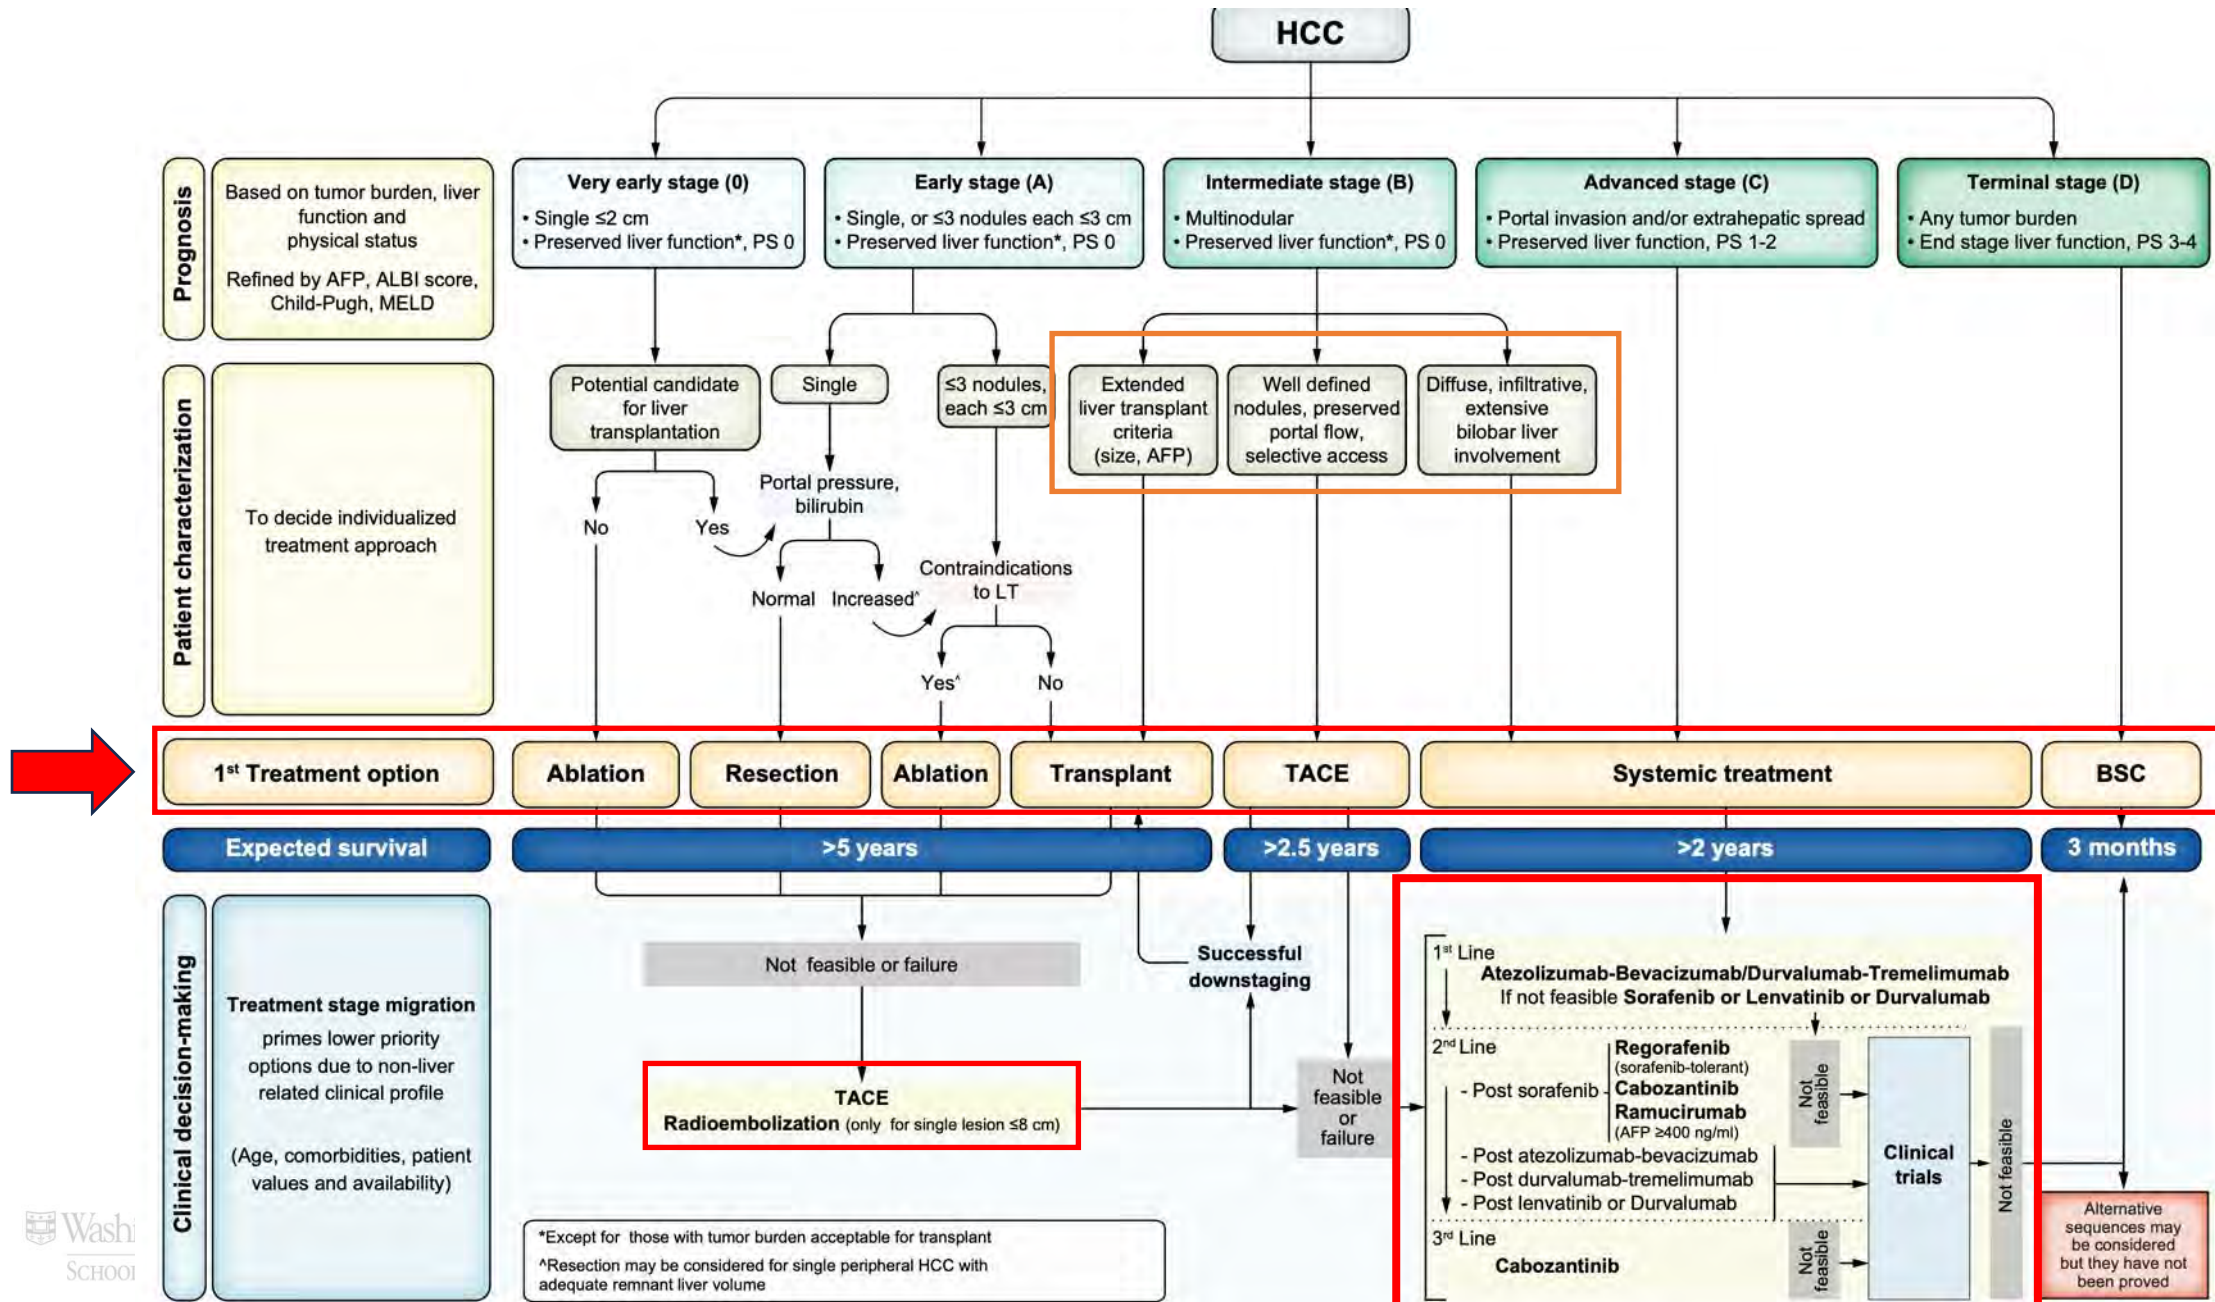 HCC
Prognosis
Based on tumor burden, liver
function and
physical status
Refined by AFP, ALBI score,
Child-Pugh, MELD
Very early stage (0)
• Single ≤2 cm
• Preserved liver function*, PS 0
Early stage (A)
• Single, or ≤3 nodules each ≤3 cm
• Preserved liver function*, PS 0
Intermediate stage (B)
• Multinodular
• Preserved liver function*, PS 0
Advanced stage (C)
• Portal invasion and/or extrahepatic spread
• Preserved liver function, PS 1-2
Terminal stage (D)
• Any tumor burden
• End stage liver function, PS 3-4
Patient characterization
To decide individualized
treatment approach
Potential candidate
for liver
transplantation
No
Yes
Single
Portal pressure,
bilirubin
Normal
Increased^
≤3 nodules,
each ≤3 cm
Contraindications
to LT
Yes^
No
Extended
liver transplant
criteria
(size, AFP)
Well defined
nodules, preserved
portal flow,
selective access
Diffuse, infiltrative,
extensive
bilobar liver
involvement
1st Treatment option
Ablation
Resection
Ablation
Transplant
TACE
Systemic treatment
BSC
Expected survival
>5 years
>2.5 years
>2 years
3 months
Clinical decision-making
Treatment stage migration
primes lower priority
options due to non-liver
related clinical profile
(Age, comorbidities, patient
values and availability)
Not feasible or failure
TACE
Radioembolization (only for single lesion ≤8 cm)
Successful
downstaging
Not
feasible
or
failure
1st Line
Atezolizumab-Bevacizumab/Durvalumab-Tremelimumab
If not feasible Sorafenib or Lenvatinib or Durvalumab
2nd Line
- Post sorafenib
Regorafenib
(sorafenib-tolerant)
Cabozantinib
Ramucirumab
(AFP ≥400 ng/ml)
- Post atezolizumab-bevacizumab
- Post durvalumab-tremelimumab
- Post lenvatinib or Durvalumab
Not
feasible
3rd Line
Cabozantinib
Not
feasible
Clinical
trials
Not feasible
Alternative
sequences may
be considered
but they have not
been proved
*Except for those with tumor burden acceptable for transplant
^Resection may be considered for single peripheral HCC with
adequate remnant liver volume
Washi
SCHOOL